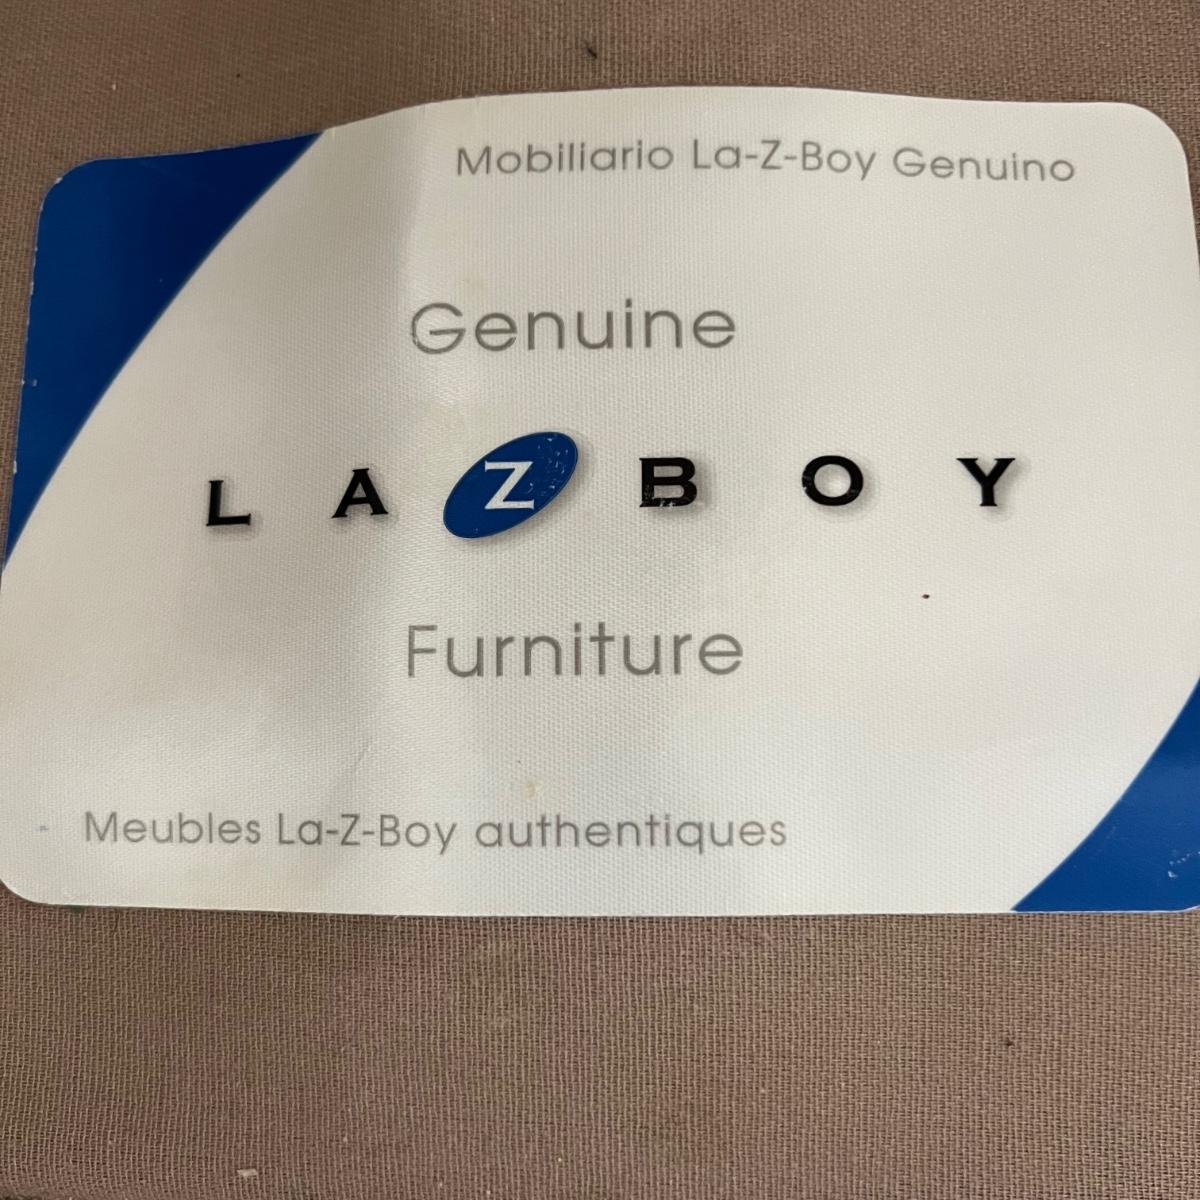 Mobiliario La-Z-Boy Genuino
Genuine
LAZBOY
Furniture
Meubles La-Z-Boy authentiques